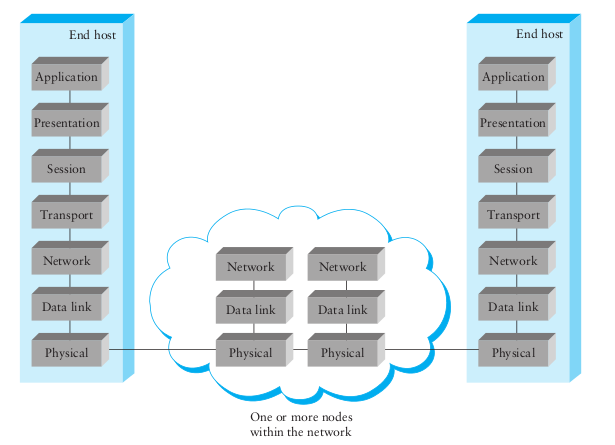 End host
Application
Presentation
Session
Transport
Network
Data link
Physical
Network
Data link
Physical
Network
Data link
Physical
One or more nodes
within the network
End host
Application
Presentation
Session
Transport
Network
Data link
Physical